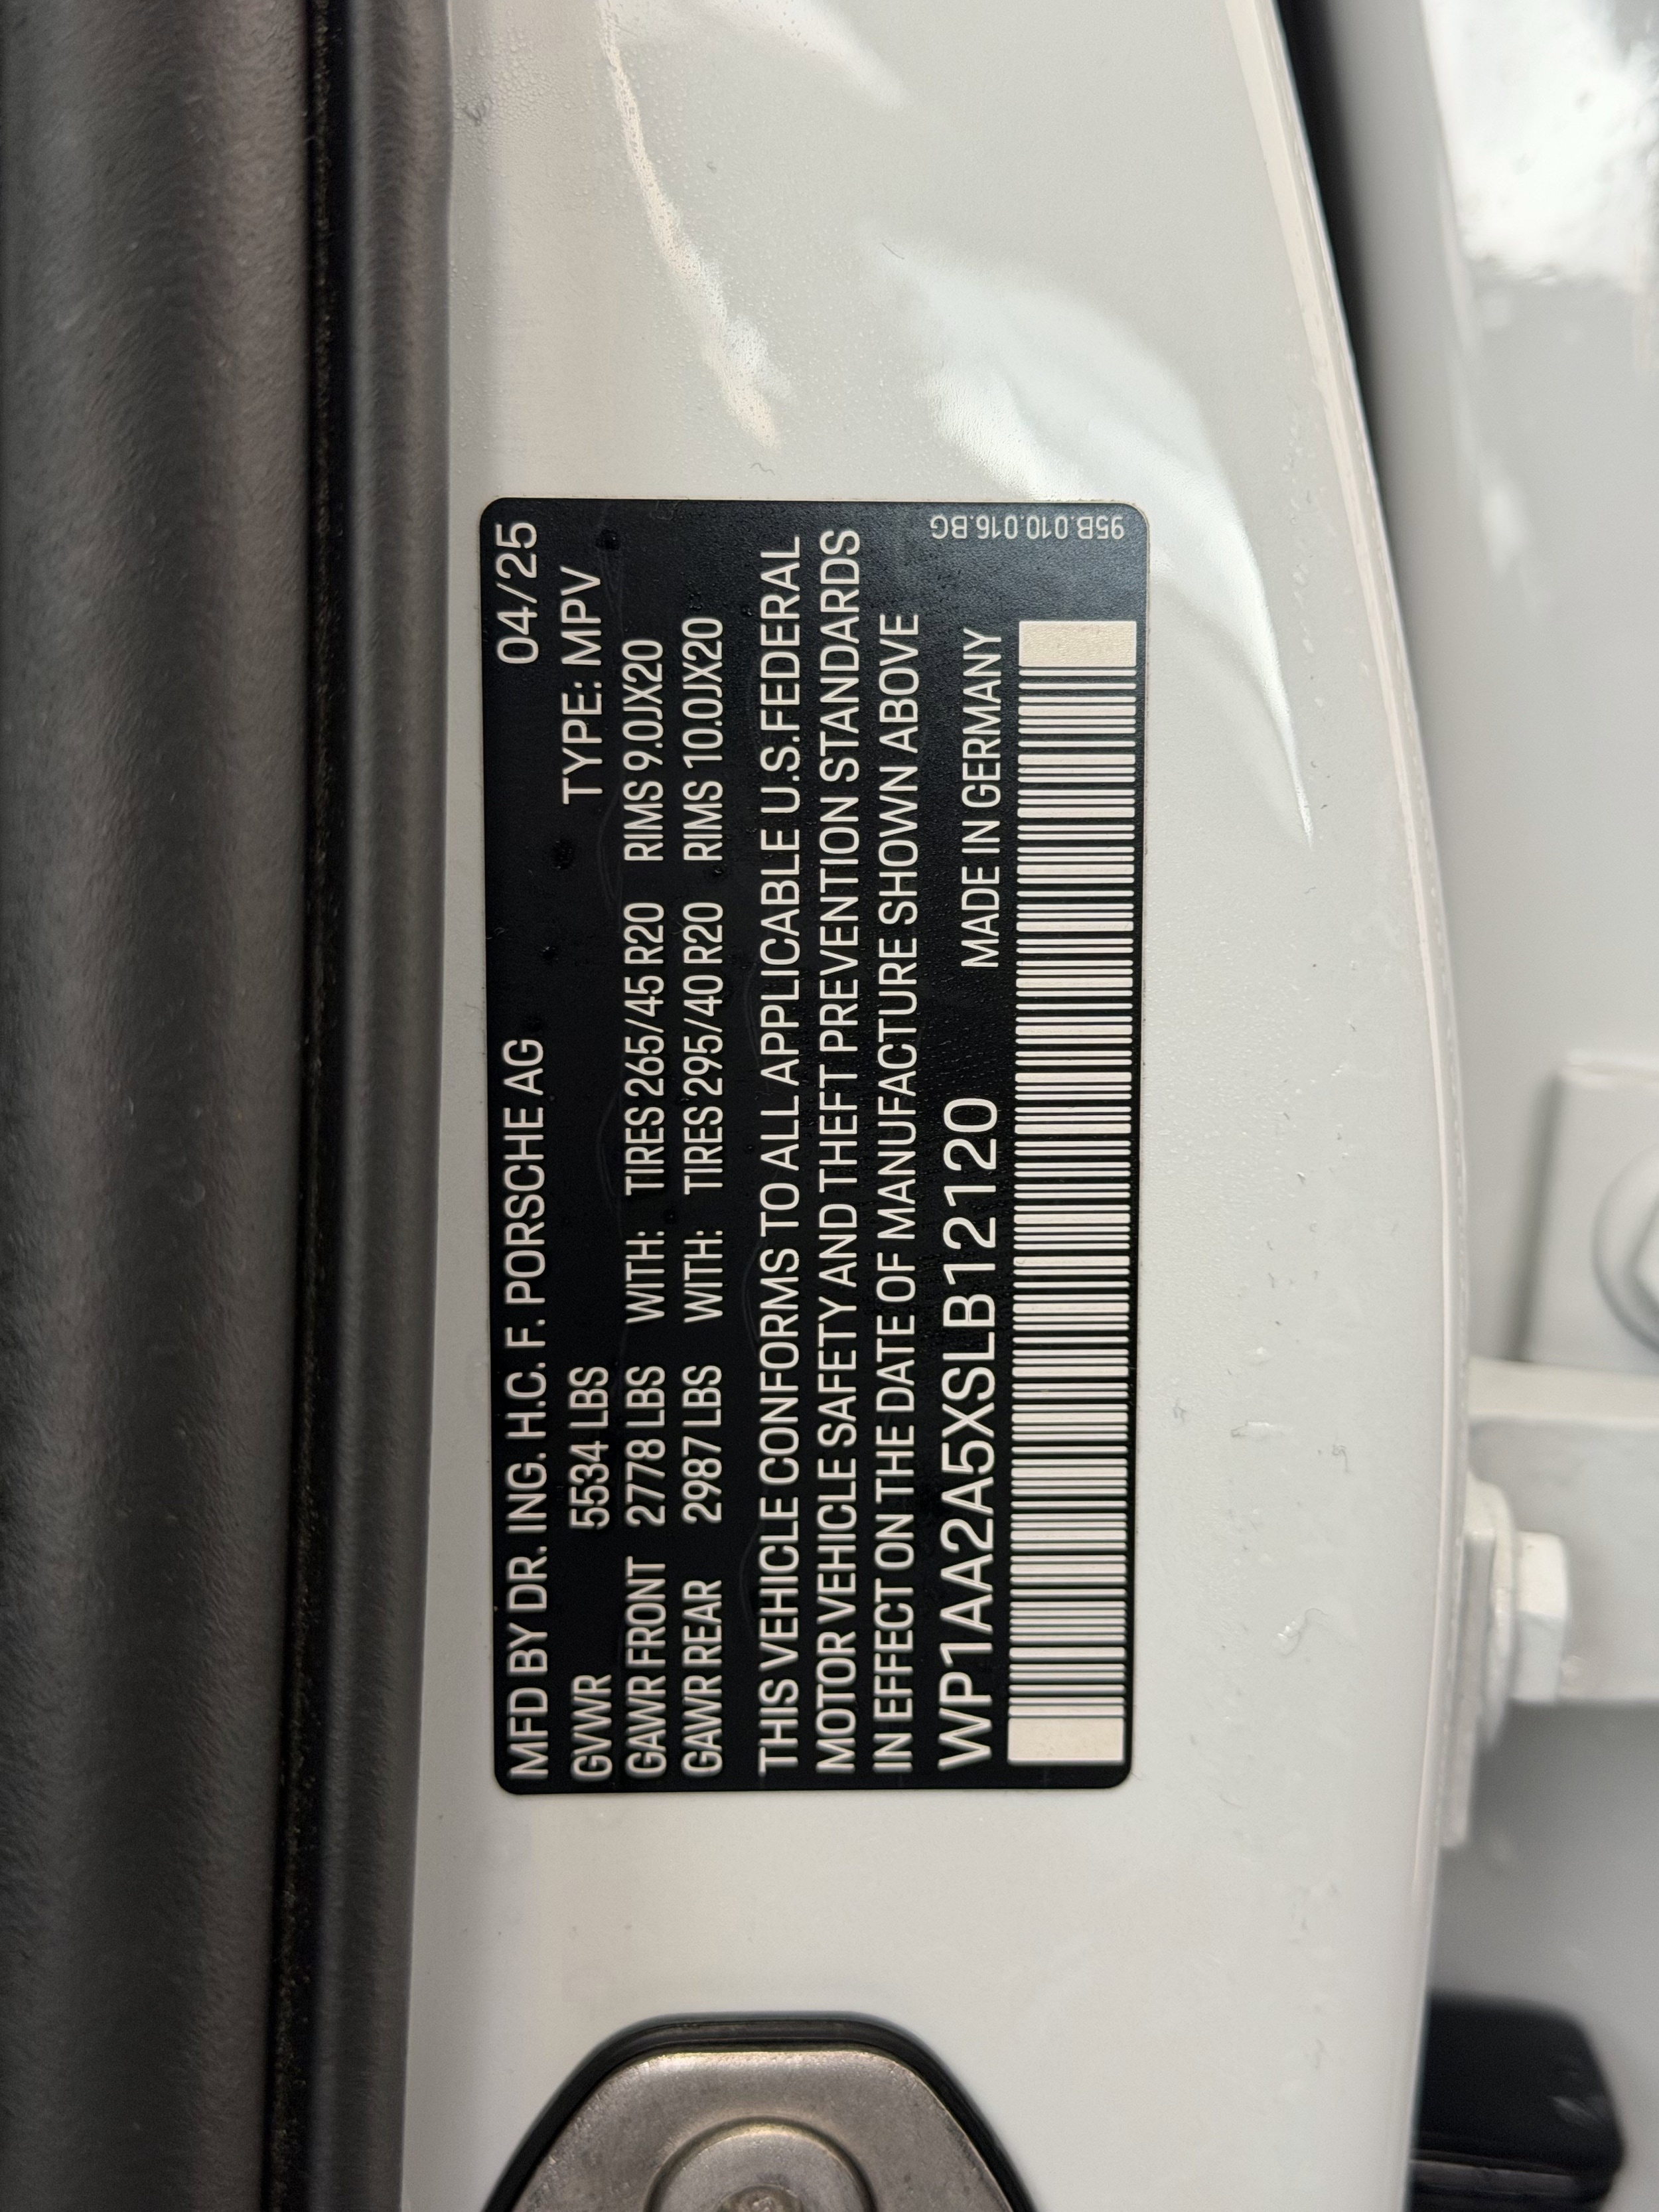 MFD BY DR. ING. H.C. F. PORSCHE AG 04/25
GVWR 5534 LBS TYPE: MPV
GAWR FRONT 2778 LBS WITH: TIRES 265/45 R20 RIMS 9.0JX20
GAWR REAR 2987 LBS WITH: TIRES 295/40 R20 RIMS 10.0JX20
THIS VEHICLE CONFORMS TO ALL APPLICABLE U.S.FEDERAL
MOTOR VEHICLE SAFETY AND THEFT PREVENTION STANDARDS
IN EFFECT ON THE DATE OF MANUFACTURE SHOWN ABOVE
WP1AA2A5XSLB12120 MADE IN GERMANY
95B.010.016.BG